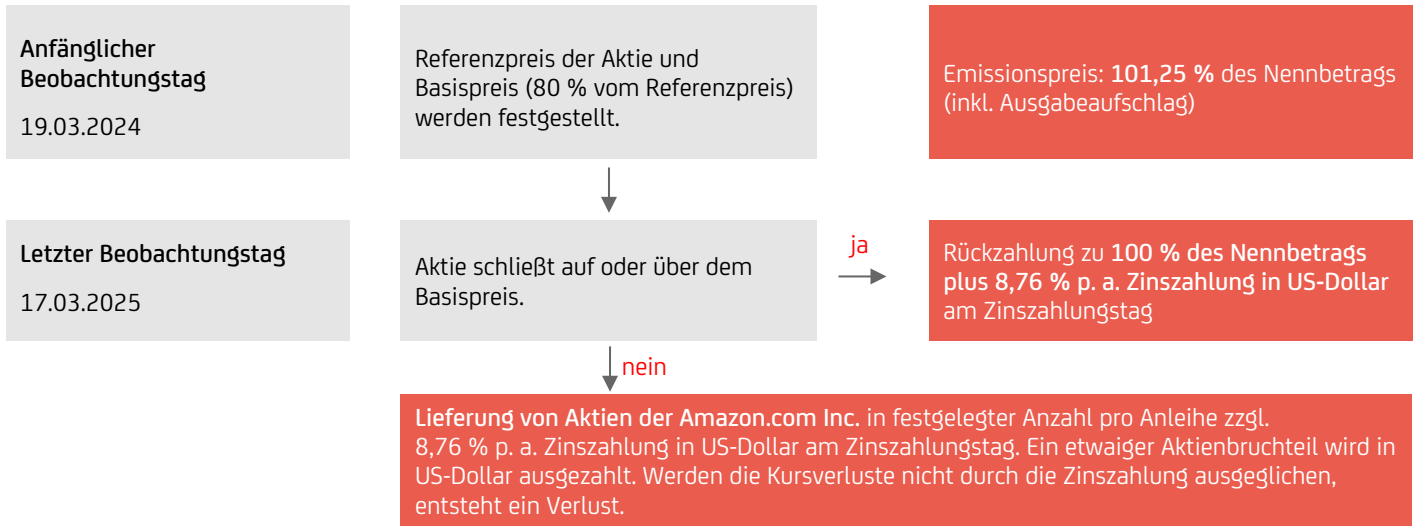 Anfänglicher
Beobachtungstag
19.03.2024
Referenzpreis der Aktie und
Basispreis (80 % vom Referenzpreis)
werden festgestellt.
Emissionspreis: 101,25 % des Nennbetrags
(inkl. Ausgabeaufschlag)
Letzter Beobachtungstag
17.03.2025
Aktie schließt auf oder über dem
Basispreis.
ja
Rückzahlung zu 100 % des Nennbetrags
plus 8,76 % p. a. Zinszahlung in US-Dollar
am Zinszahlungstag
nein
Lieferung von Aktien der Amazon.com Inc. in festgelegter Anzahl pro Anleihe zzgl.
8,76 % p. a. Zinszahlung in US-Dollar am Zinszahlungstag. Ein etwaiger Aktienbruchteil wird in
US-Dollar ausgezahlt. Werden die Kursverluste nicht durch die Zinszahlung ausgeglichen,
entsteht ein Verlust.